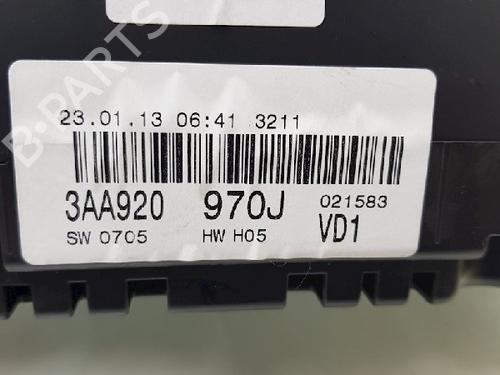 23.01.13 06:41 3211
3AA920 970J 021583
SW 0705 HW H05 VD1
B-PARTS